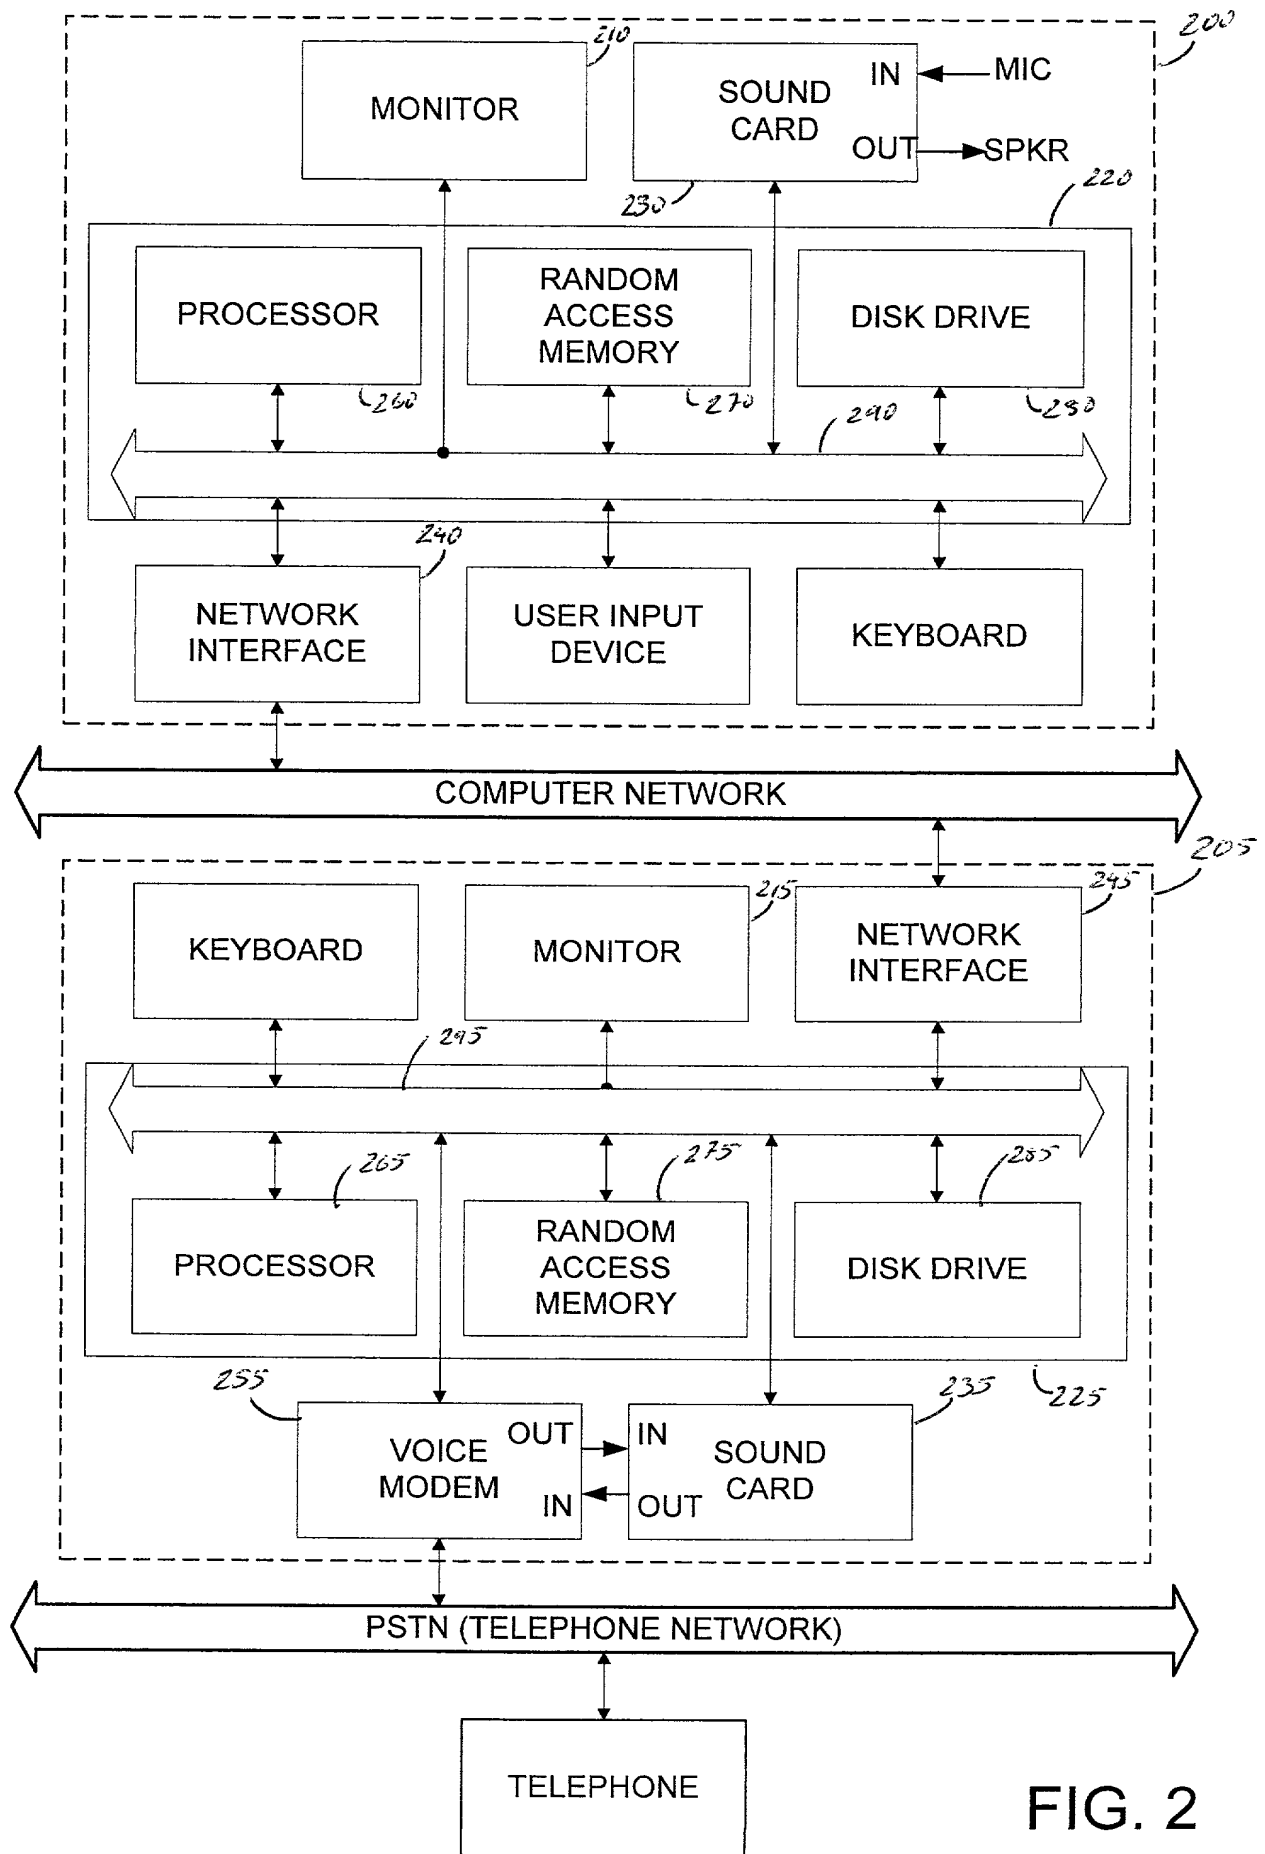 200
210
MONITOR
SOUND
CARD
IN
MIC
OUT
SPKR
230
220
PROCESSOR
RANDOM
ACCESS
MEMORY
DISK DRIVE
260
270
280
290
240
NETWORK
INTERFACE
USER INPUT
DEVICE
KEYBOARD
COMPUTER NETWORK
205
KEYBOARD
215
MONITOR
245
NETWORK
INTERFACE
295
265
275
285
PROCESSOR
RANDOM
ACCESS
MEMORY
DISK DRIVE
255
235
225
VOICE
MODEM
OUT
IN
IN
OUT
SOUND
CARD
PSTN (TELEPHONE NETWORK)
TELEPHONE
FIG. 2